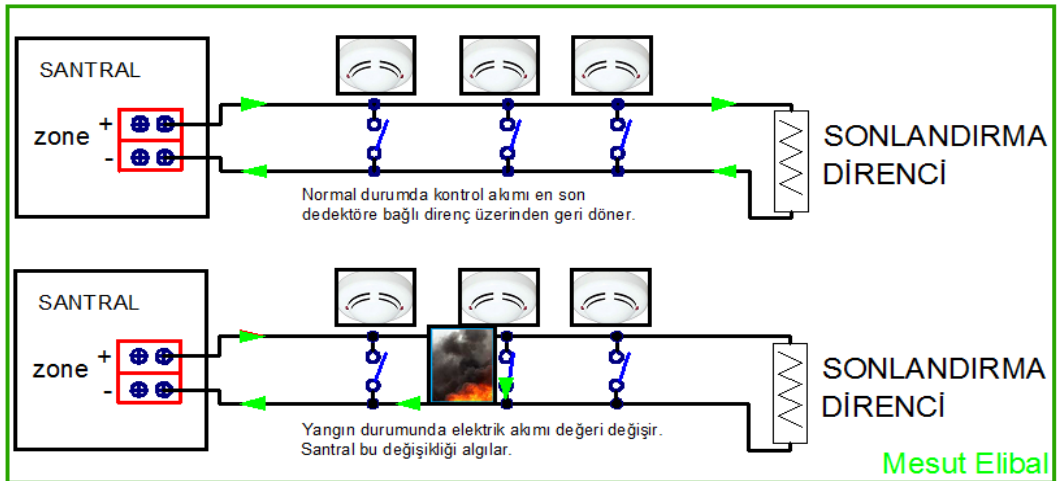 SANTRAL
zone + -
SONLANDIRMA
DİRENCİ
Normal durumda kontrol akımı en son
dedektöre bağlı direnç üzerinden geri döner.
SANTRAL
zone + -
SONLANDIRMA
DİRENCİ
Yangın durumunda elektrik akımı değeri değişir.
Santral bu değişikliği algılar.
Mesut Elibal